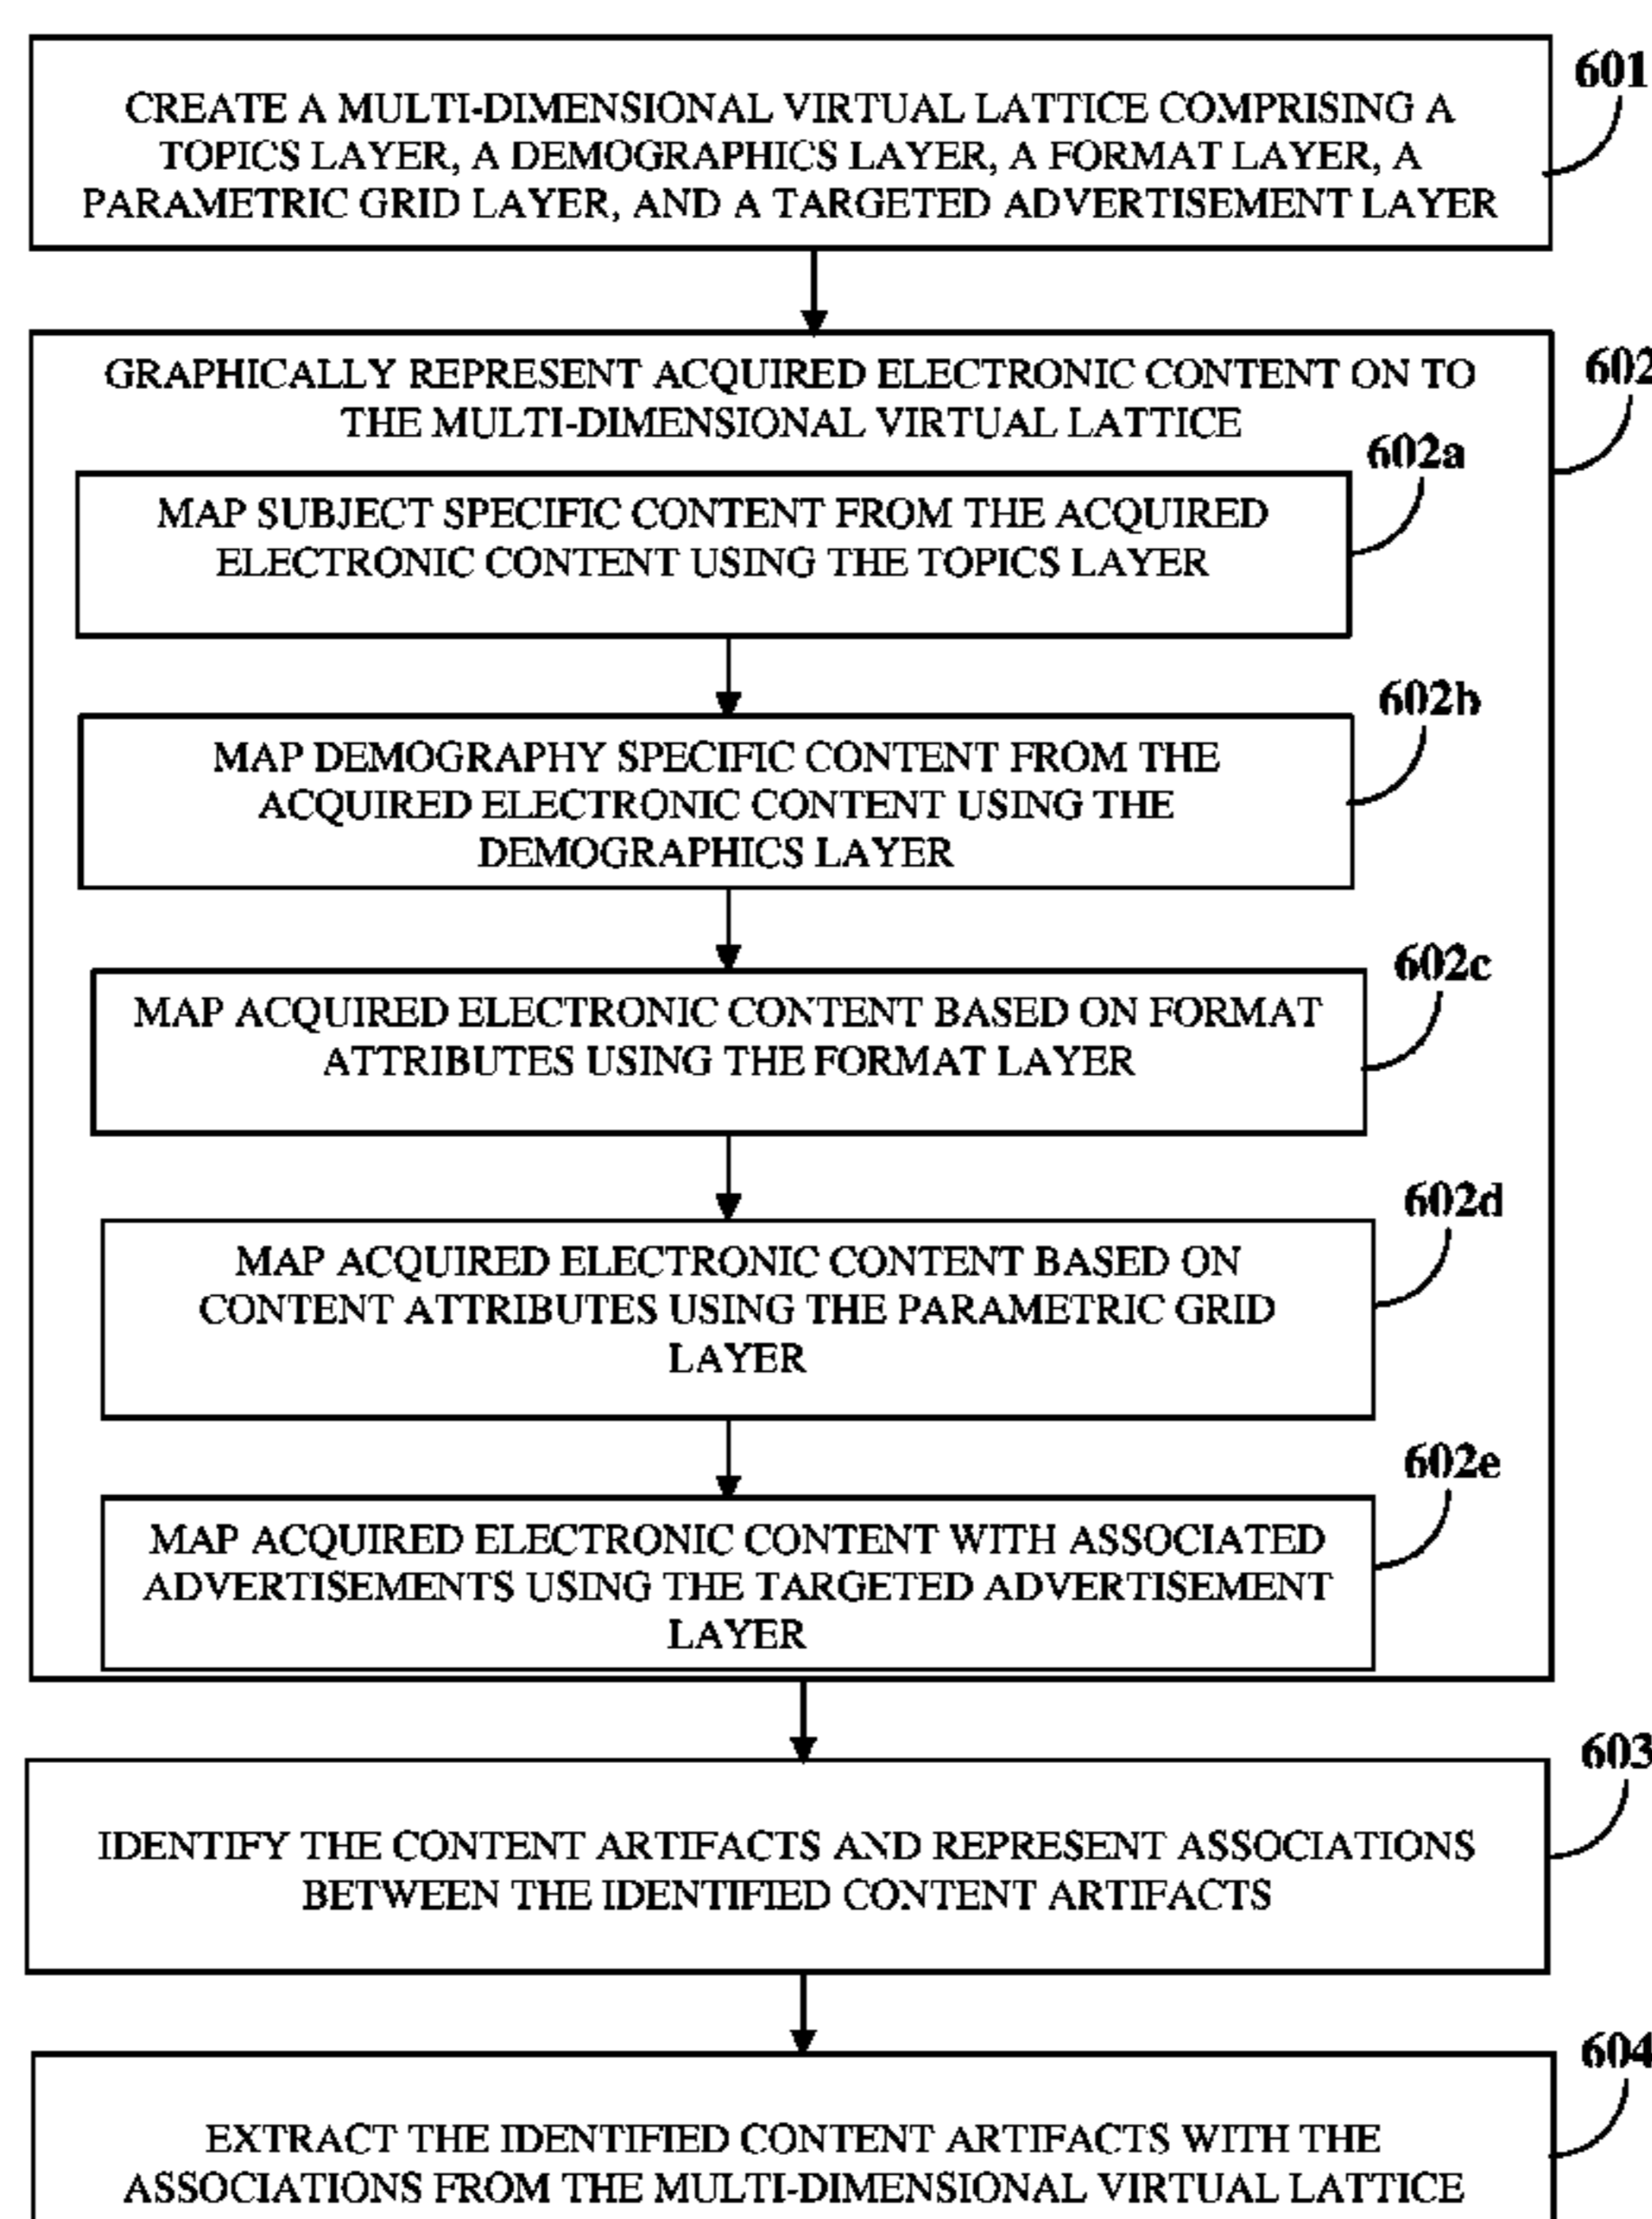 601
CREATE A MULTI-DIMENSIONAL VIRTUAL LATTICE COMPRISING A
TOPICS LAYER, A DEMOGRAPHICS LAYER, A FORMAT LAYER, A
PARAMETRIC GRID LAYER, AND A TARGETED ADVERTISEMENT LAYER
602
GRAPHICALLY REPRESENT ACQUIRED ELECTRONIC CONTENT ON TO
THE MULTI-DIMENSIONAL VIRTUAL LATTICE
602a
MAP SUBJECT SPECIFIC CONTENT FROM THE ACQUIRED
ELECTRONIC CONTENT USING THE TOPICS LAYER
602b
MAP DEMOGRAPHY SPECIFIC CONTENT FROM THE
ACQUIRED ELECTRONIC CONTENT USING THE
DEMOGRAPHICS LAYER
602c
MAP ACQUIRED ELECTRONIC CONTENT BASED ON FORMAT
ATTRIBUTES USING THE FORMAT LAYER
602d
MAP ACQUIRED ELECTRONIC CONTENT BASED ON
CONTENT ATTRIBUTES USING THE PARAMETRIC GRID
LAYER
602e
MAP ACQUIRED ELECTRONIC CONTENT WITH ASSOCIATED
ADVERTISEMENTS USING THE TARGETED ADVERTISEMENT
LAYER
603
IDENTIFY THE CONTENT ARTIFACTS AND REPRESENT ASSOCIATIONS
BETWEEN THE IDENTIFIED CONTENT ARTIFACTS
604
EXTRACT THE IDENTIFIED CONTENT ARTIFACTS WITH THE
ASSOCIATIONS FROM THE MULTI-DIMENSIONAL VIRTUAL LATTICE